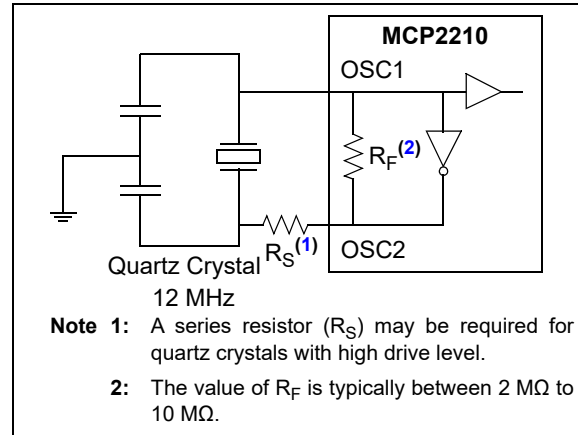 MCP2210
OSC1
RF(2)
RS(1)
OSC2
Quartz Crystal
12 MHz
Note 1: A series resistor (RS) may be required for
quartz crystals with high drive level.
2: The value of RF is typically between 2 MΩ to
10 MΩ.